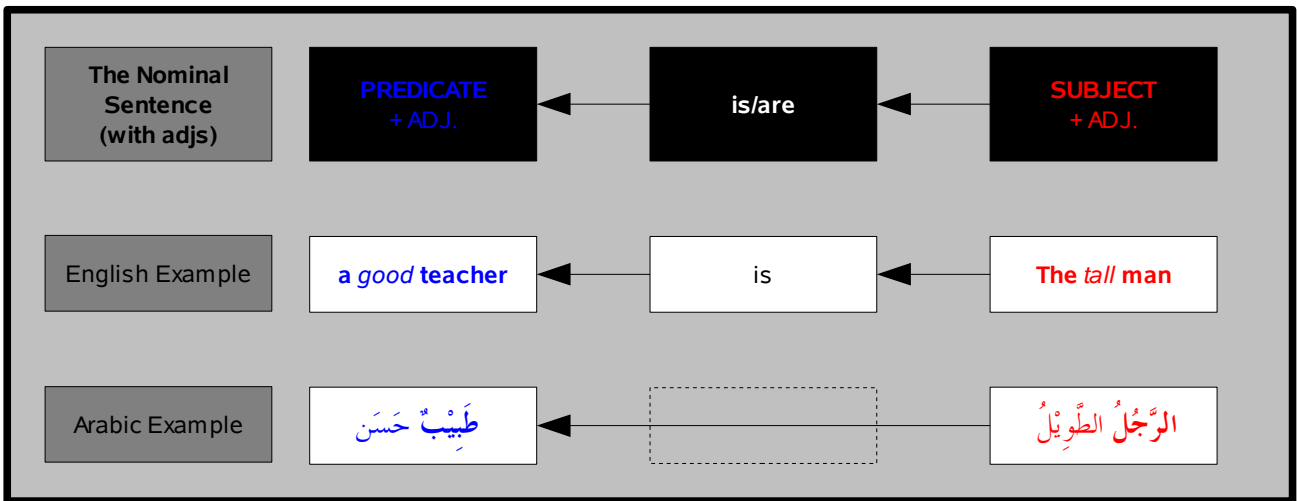 The Nominal
Sentence
(with adjs)
PREDICATE
+ ADJ.
is/are
SUBJECT
+ ADJ.
English Example
a good teacher
is
The tall man
Arabic Example
طَبِيْبٌ حَسَن
الرَّجُلُ الطَّوِيْلُ